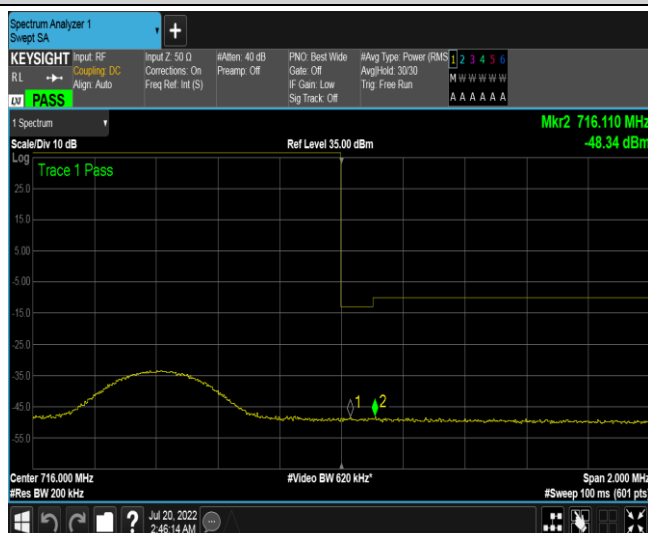 Spectrum Analyzer 1
Swept SA
+
KEYSIGHT Input: RF Input Z: 50 Ω #Atten: 40 dB PNO: Best Wide #Avg Type: Power (RMS 1 2 3 4 5 6
RL Coupling: DC Corrections: On Preamp: Off Gate: Off Avg|Hold: 30/30 M W W W W W
Align: Auto Freq Ref: Int (S) IF Gain: Low Trig: Free Run
LXI PASS Sig Track: Off A A A A A A
1 Spectrum Mkr2 716.110 MHz
Scale/Div 10 dB Ref Level 35.00 dBm -48.34 dBm
Log
Trace 1 Pass
25.0
15.0
5.00
-5.00
-15.0
-25.0
-35.0
-45.0
1 2
-55.0
Center 716.000 MHz #Video BW 620 kHz* Span 2.000 MHz
#Res BW 200 kHz #Sweep 100 ms (601 pts)
? Jul 20, 2022
2:46:14 AM